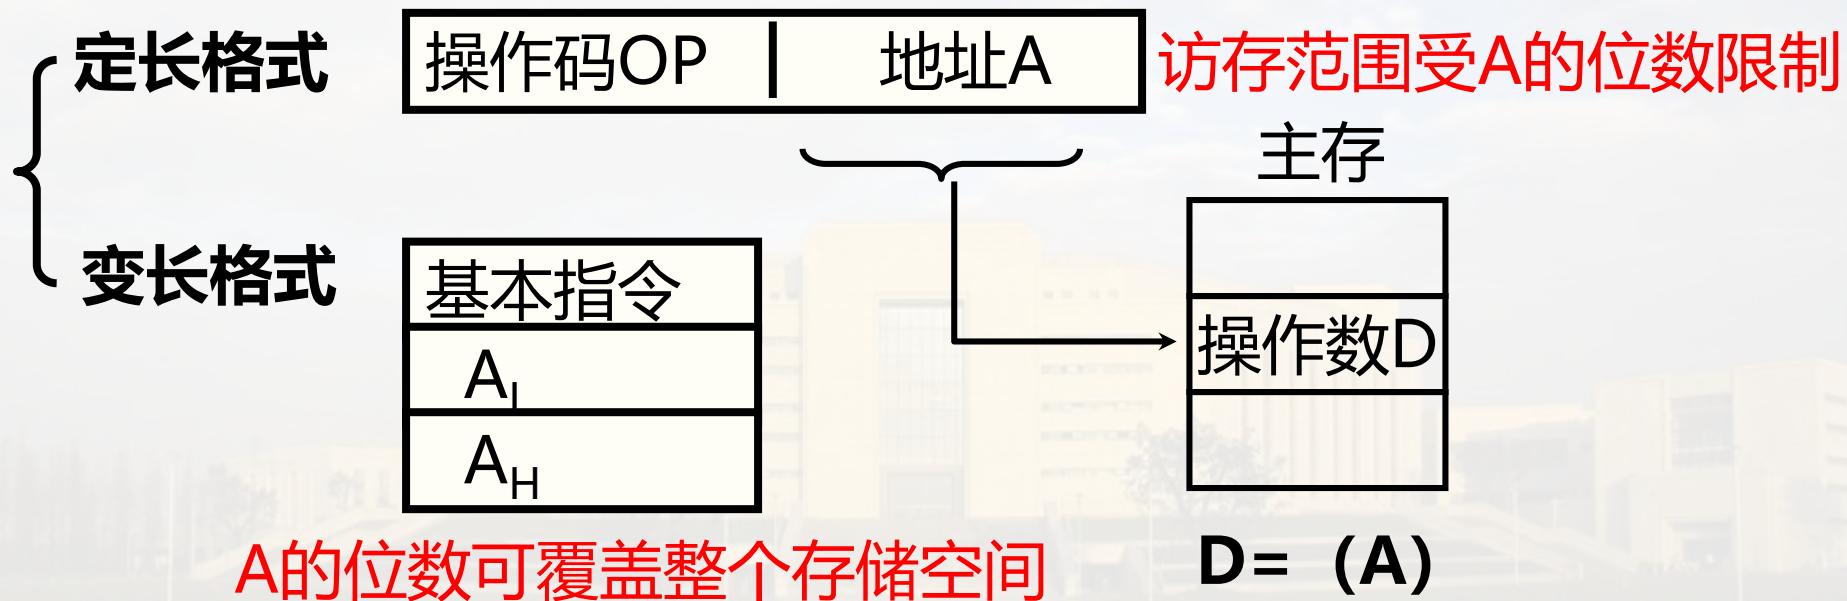 定长格式
操作码OP 地址A
访存范围受A的位数限制
主存
变长格式
基本指令
A_L
A_H
操作数D
A的位数可覆盖整个存储空间
D=（A）